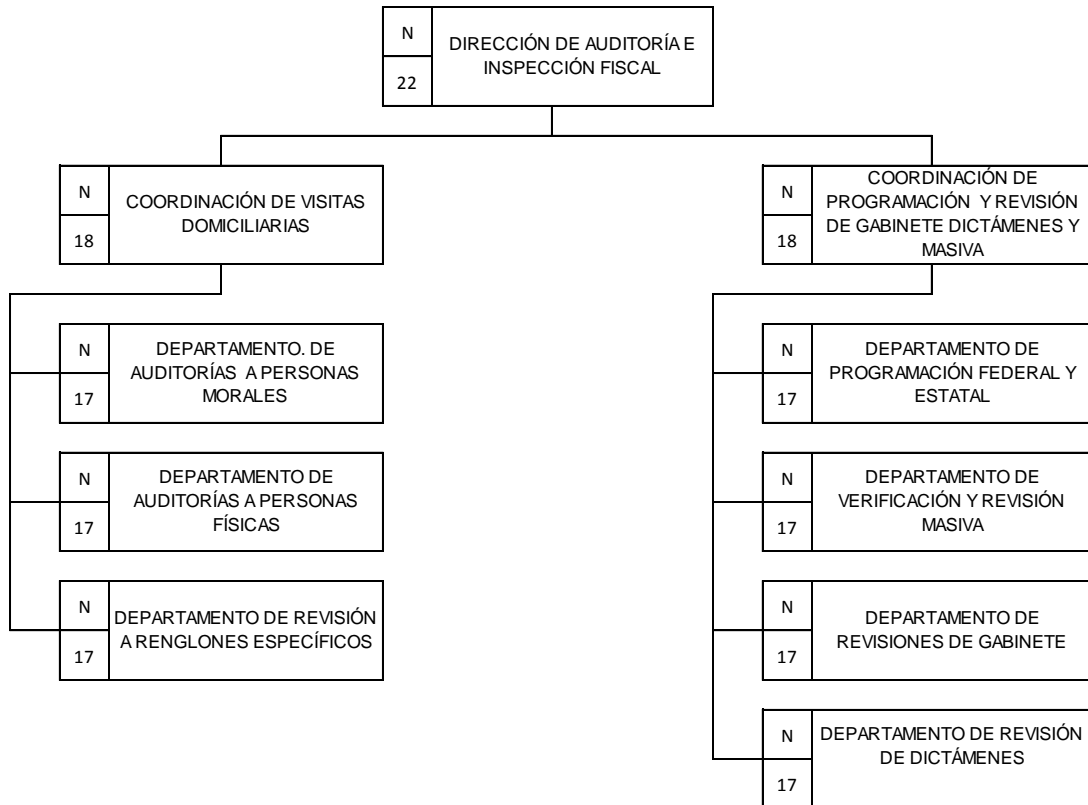 N
22
DIRECCIÓN DE AUDITORÍA E
INSPECCIÓN FISCAL
N
18
COORDINACIÓN DE VISITAS
DOMICILIARIAS
N
18
COORDINACIÓN DE
PROGRAMACIÓN Y REVISIÓN
DE GABINETE DICTÁMENES Y
MASIVA
N
17
DEPARTAMENTO. DE
AUDITORÍAS A PERSONAS
MORALES
N
17
DEPARTAMENTO DE
AUDITORÍAS A PERSONAS
FÍSICAS
N
17
DEPARTAMENTO DE REVISIÓN
A RENGLONES ESPECÍFICOS
N
17
DEPARTAMENTO DE
PROGRAMACIÓN FEDERAL Y
ESTATAL
N
17
DEPARTAMENTO DE
VERIFICACIÓN Y REVISIÓN
MASIVA
N
17
DEPARTAMENTO DE
REVISIONES DE GABINETE
N
17
DEPARTAMENTO DE REVISIÓN
DE DICTÁMENES